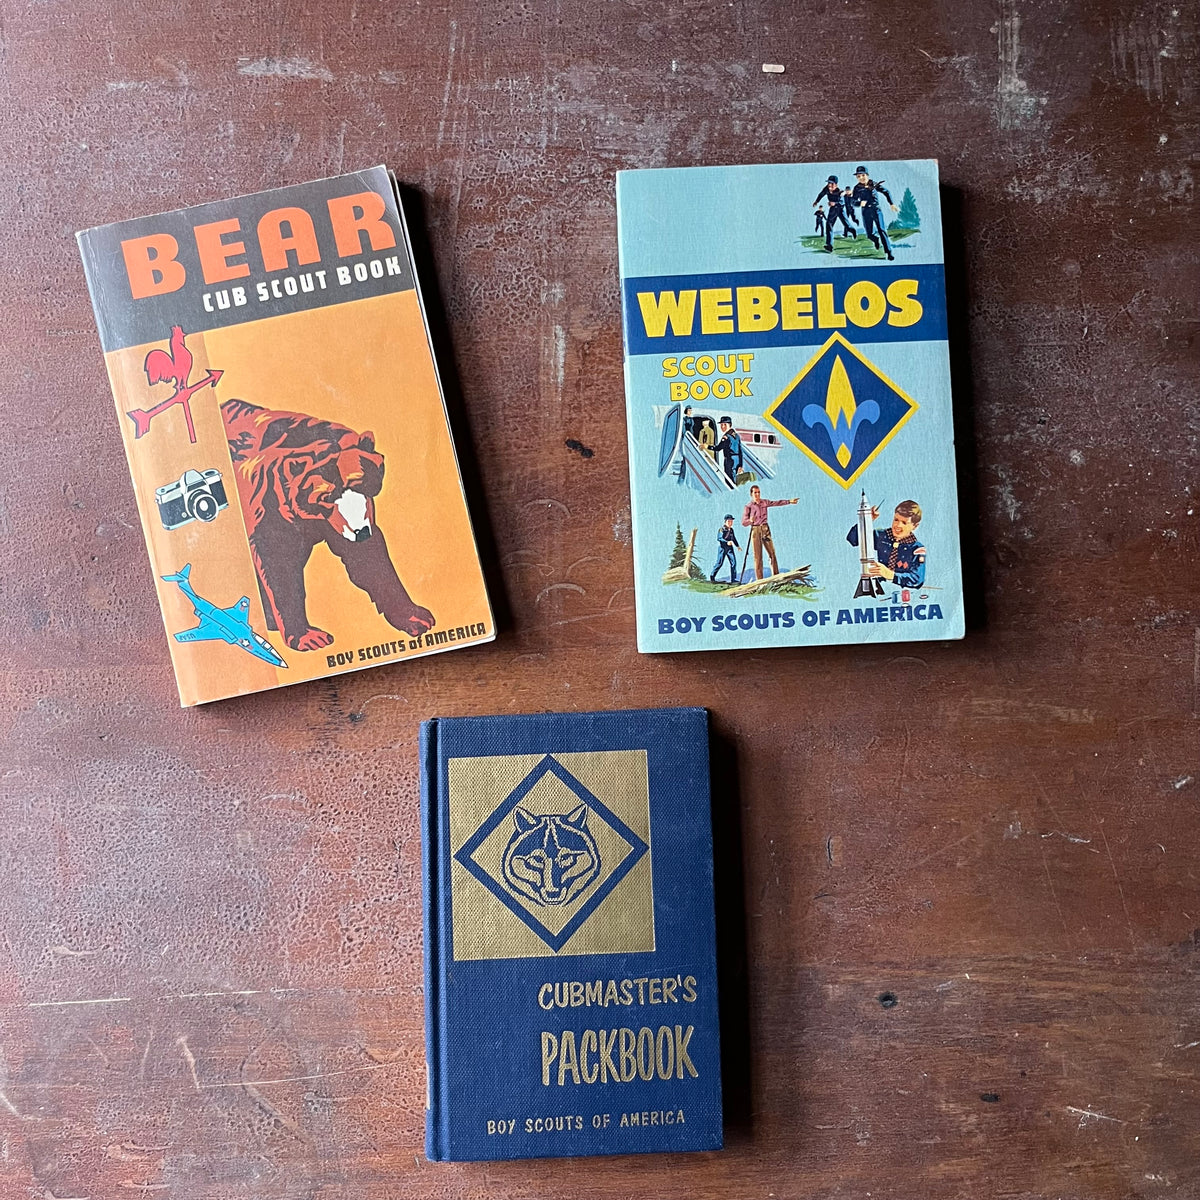 BEAR
CUB SCOUT BOOK
USAF
BOY SCOUTS of AMERICA
WEBELOS
SCOUT
BOOK
W
BOY SCOUTS OF AMERICA
CUBMASTER'S
PACKBOOK
BOY SCOUTS OF AMERICA